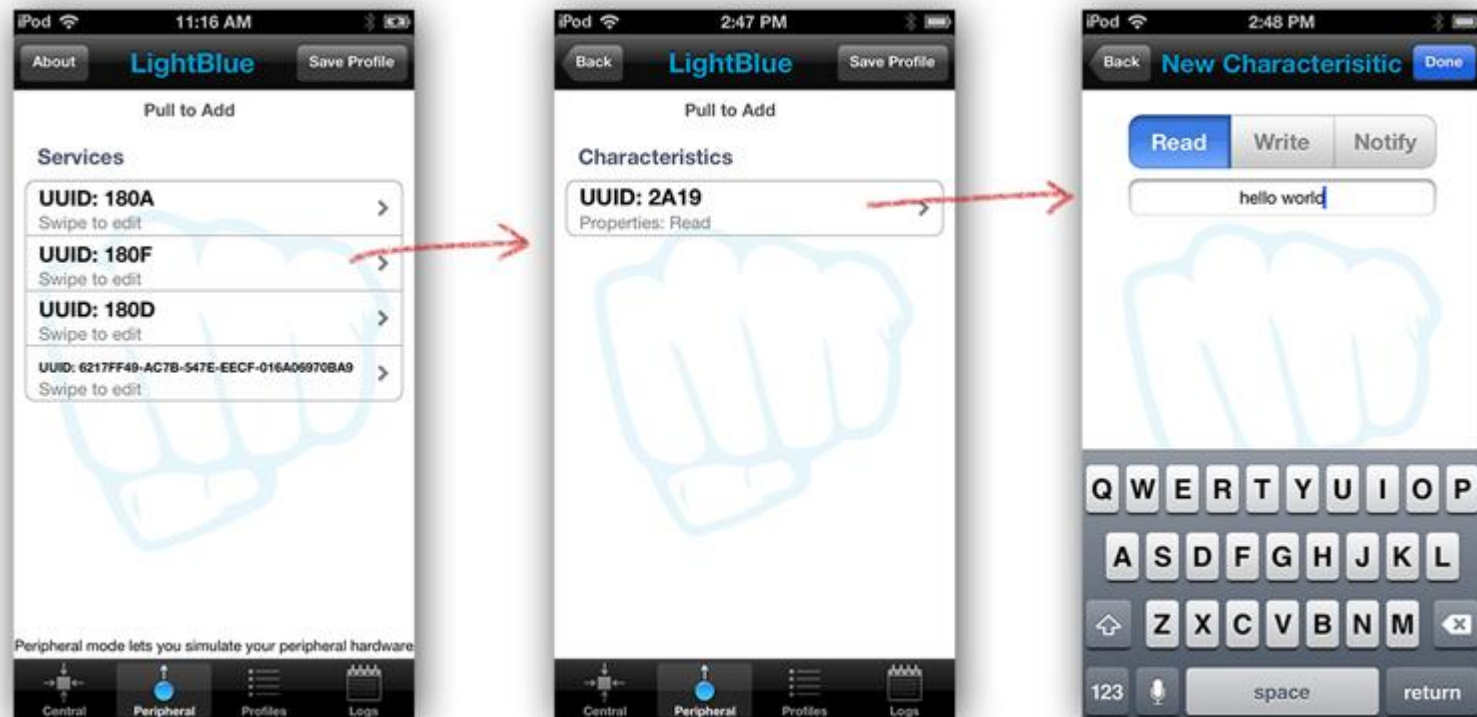 iPod 11:16 AM
About LightBlue Save Profile
Pull to Add
Services
UUID: 180A
Swipe to edit
UUID: 180F
Swipe to edit
UUID: 180D
Swipe to edit
UUID: 6217FF49-AC7B-547E-EECF-016A06970BA9
Swipe to edit
Peripheral mode lets you simulate your peripheral hardware
Central Peripheral Profiles Logs
iPod 2:47 PM
Back LightBlue Save Profile
Pull to Add
Characteristics
UUID: 2A19
Properties: Read
Central Peripheral Profiles Logs
iPod 2:48 PM
Back New Characterisitic Done
Read Write Notify
hello world
Q W E R T Y U I O P
A S D F G H J K L
Z X C V B N M
123 space return